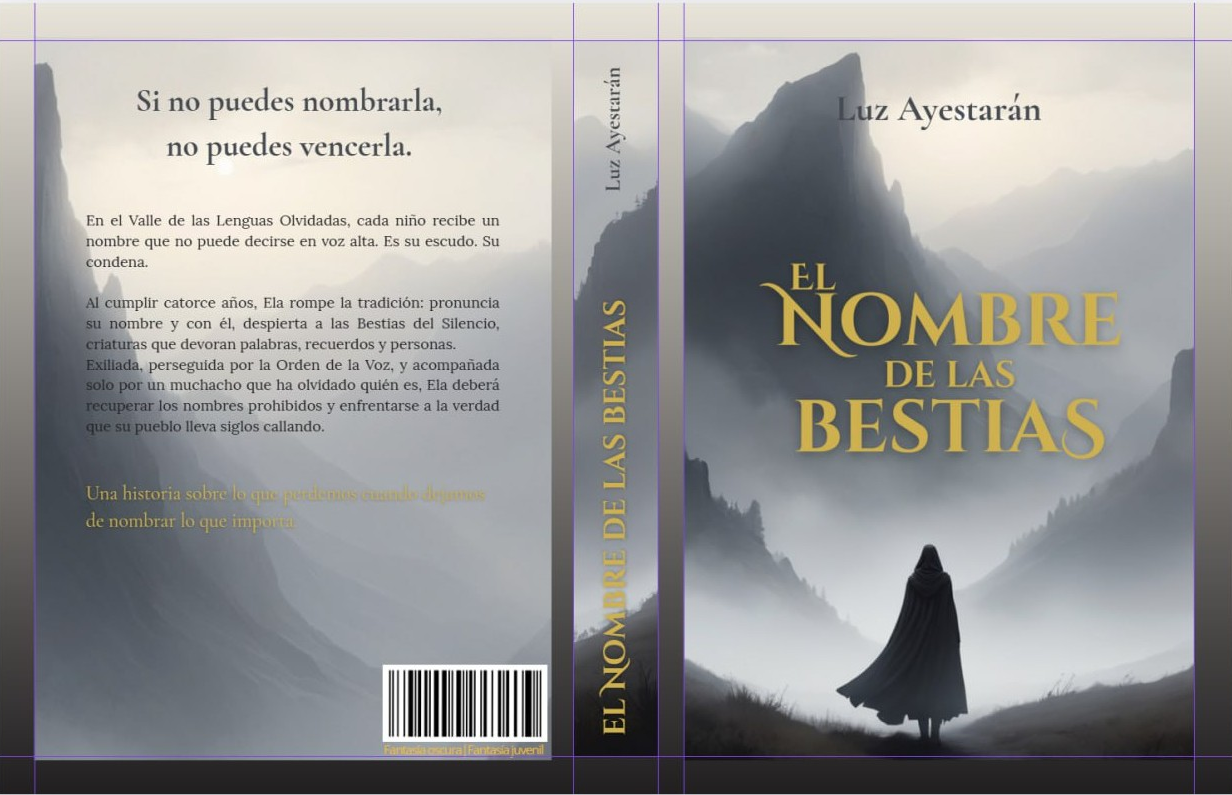 Si no puedes nombrarla,
no puedes vencerla.
En el Valle de las Lenguas Olvidadas, cada niño recibe un
nombre que no puede decirse en voz alta. Es su escudo. Su
condena.
Al cumplir catorce años, Ela rompe la tradición: pronuncia
su nombre y con él, despierta a las Bestias del Silencio,
criaturas que devoran palabras, recuerdos y personas.
Exiliada, perseguida por la Orden de la Voz, y acompañada
solo por un muchacho que ha olvidado quién es, Ela deberá
recuperar los nombres prohibidos y enfrentarse a la verdad
que su pueblo lleva siglos callando.
Una historia sobre lo que perdemos cuando dejamos
de nombrar lo que importa.
Fantasía oscura|Fantasía juvenil
Luz Ayestarán
EL NOMBRE DE LAS BESTIAS
Luz Ayestarán
EL
NOMBRE
DE LAS
BESTIAS